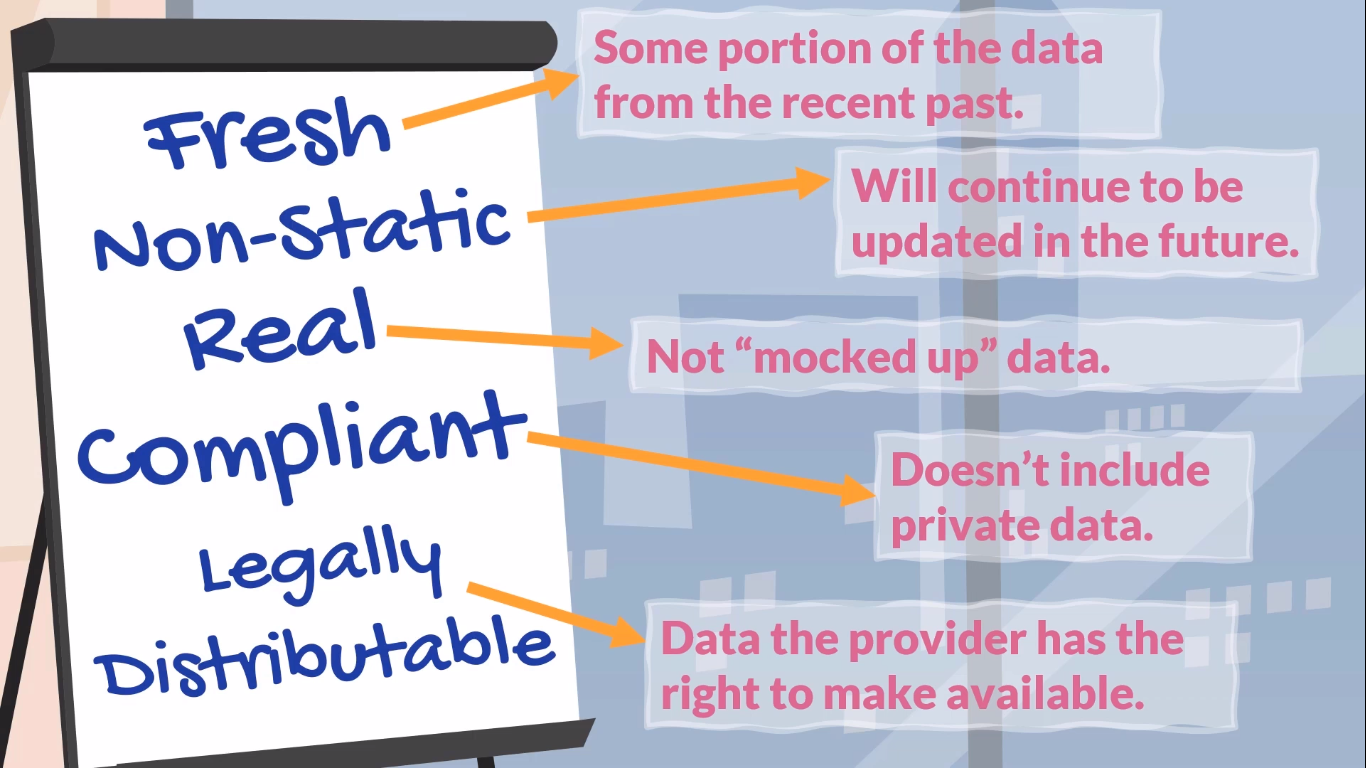 Fresh
Some portion of the data
from the recent past.
Non-Static
Will continue to be
updated in the future.
Real
Not “mocked up” data.
Compliant
Doesn’t include
private data.
Legally
Distributable
Data the provider has the
right to make available.